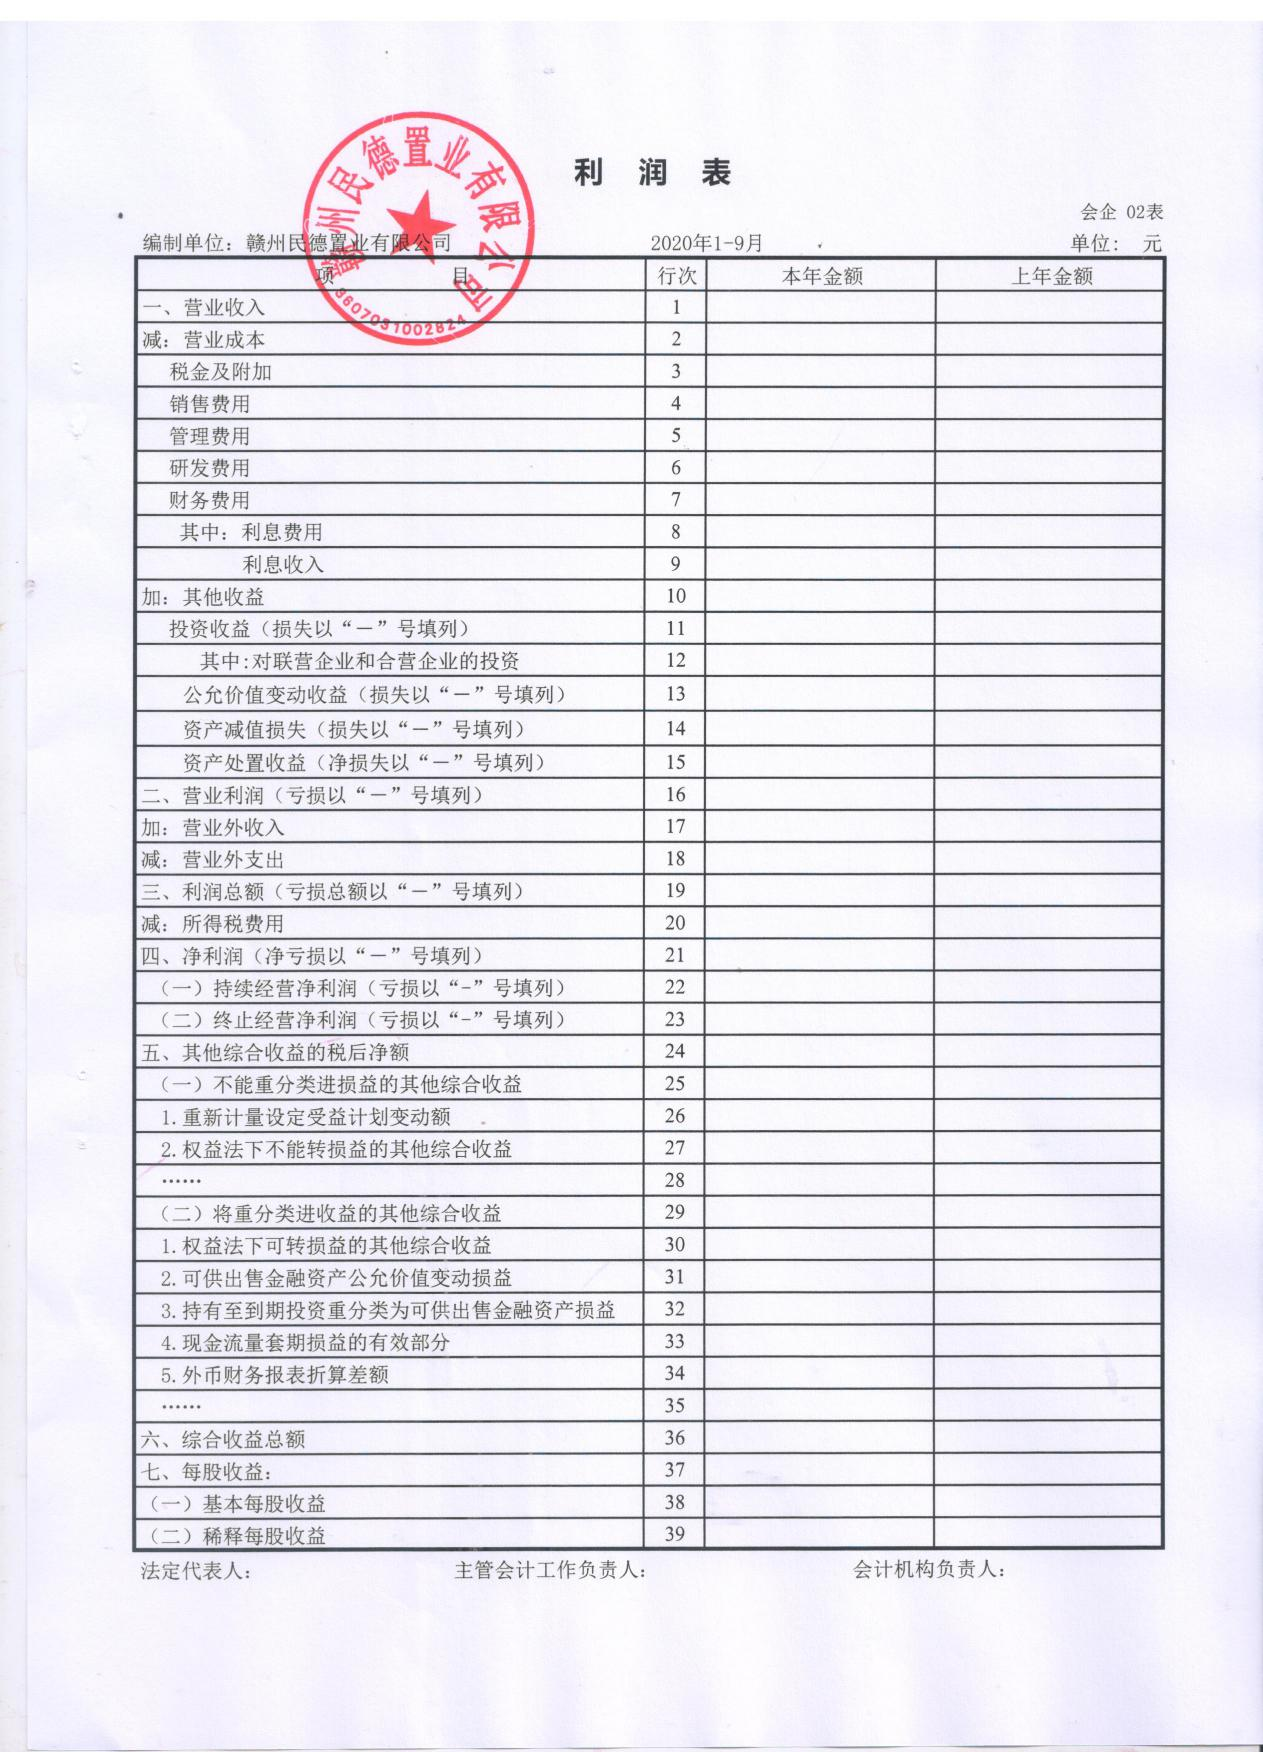 利 润 表
会企 02表
编制单位：赣州民德置业有限公司 2020年1-9月 单位： 元
赣州民德置业有限公司
3607031002824
项 目 行次 本年金额 上年金额
一、营业收入 1
减：营业成本 2
税金及附加 3
销售费用 4
管理费用 5
研发费用 6
财务费用 7
其中：利息费用 8
利息收入 9
加：其他收益 10
投资收益（损失以“－”号填列） 11
其中:对联营企业和合营企业的投资 12
公允价值变动收益（损失以“－”号填列） 13
资产减值损失（损失以“－”号填列） 14
资产处置收益（净损失以“－”号填列） 15
二、营业利润（亏损以“－”号填列） 16
加：营业外收入 17
减：营业外支出 18
三、利润总额（亏损总额以“－”号填列） 19
减：所得税费用 20
四、净利润（净亏损以“－”号填列） 21
（一）持续经营净利润（亏损以“-”号填列） 22
（二）终止经营净利润（亏损以“-”号填列） 23
五、其他综合收益的税后净额 24
（一）不能重分类进损益的其他综合收益 25
1.重新计量设定受益计划变动额 26
2.权益法下不能转损益的其他综合收益 27
…… 28
（二）将重分类进收益的其他综合收益 29
1.权益法下可转损益的其他综合收益 30
2.可供出售金融资产公允价值变动损益 31
3.持有至到期投资重分类为可供出售金融资产损益 32
4.现金流量套期损益的有效部分 33
5.外币财务报表折算差额 34
…… 35
六、综合收益总额 36
七、每股收益： 37
（一）基本每股收益 38
（二）稀释每股收益 39
法定代表人： 主管会计工作负责人： 会计机构负责人：